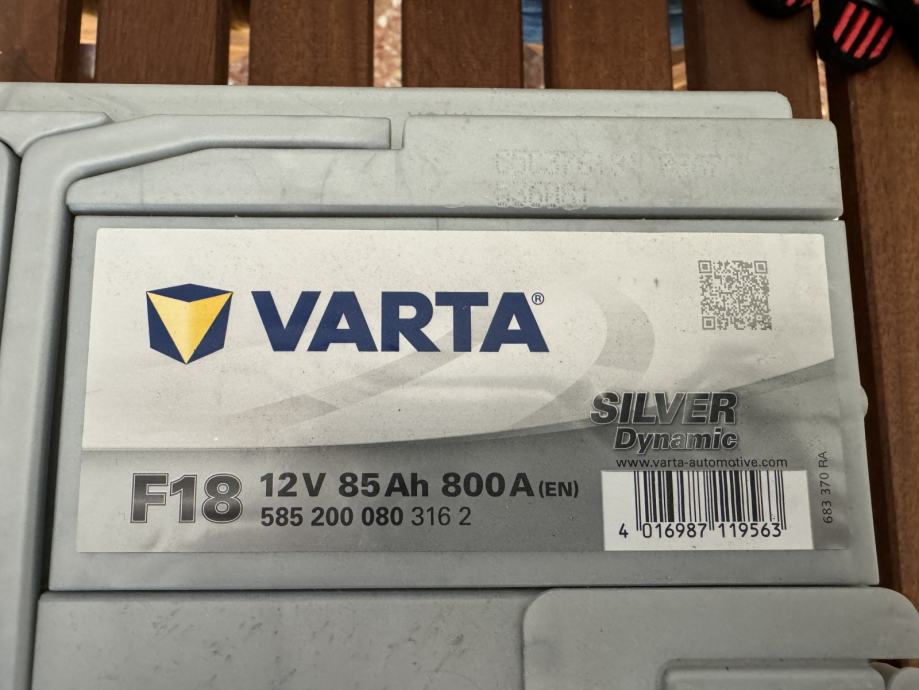 VARTA®
SILVER
Dynamic
www.varta-automotive.com
F18 12V 85Ah 800A (EN)
585 200 080 316 2
4 016987 119563
683 370 RA